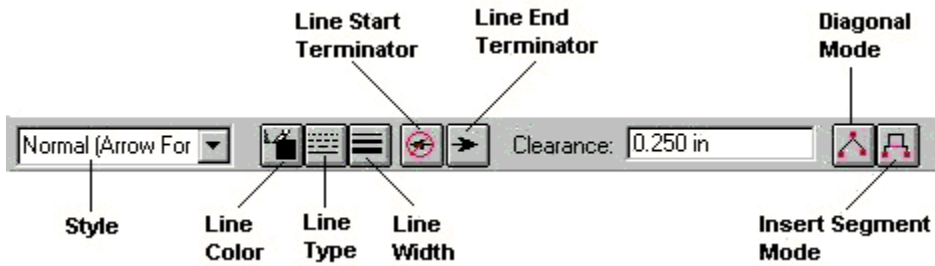 Line Start
Terminator
Line End
Terminator
Diagonal
Mode
Normal (Arrow For
Clearance:
0.250 in
Style
Line
Color
Line
Type
Line
Width
Insert Segment
Mode